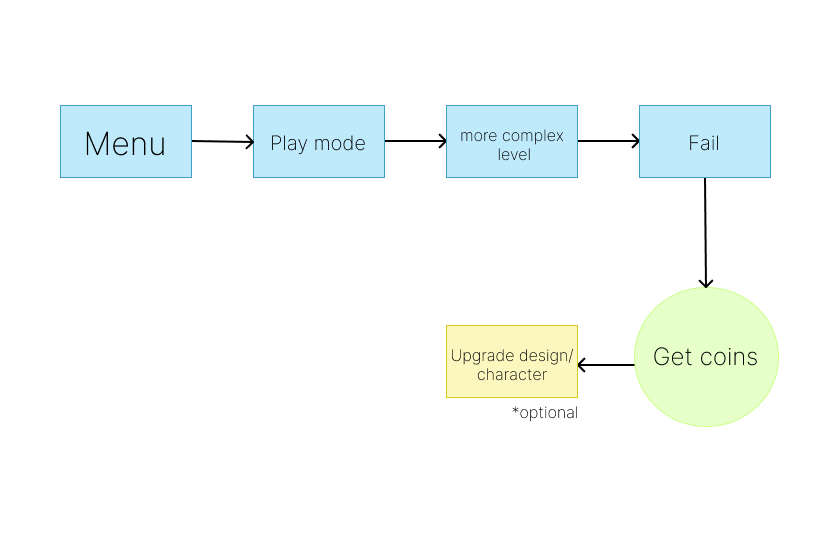 Menu
Play mode
more complex
level
Fail
Get coins
Upgrade design/
character
*optional